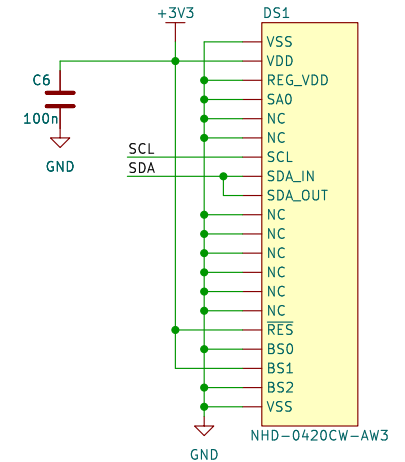 +3V3
DS1
VSS
VDD
REG_VDD
C6
SA0
100n
NC
NC
SCL
SCL
SDA
SDA_IN
GND
SDA_OUT
NC
NC
NC
NC
NC
NC
RES
BS0
BS1
BS2
VSS
NHD-0420CW-AW3
GND